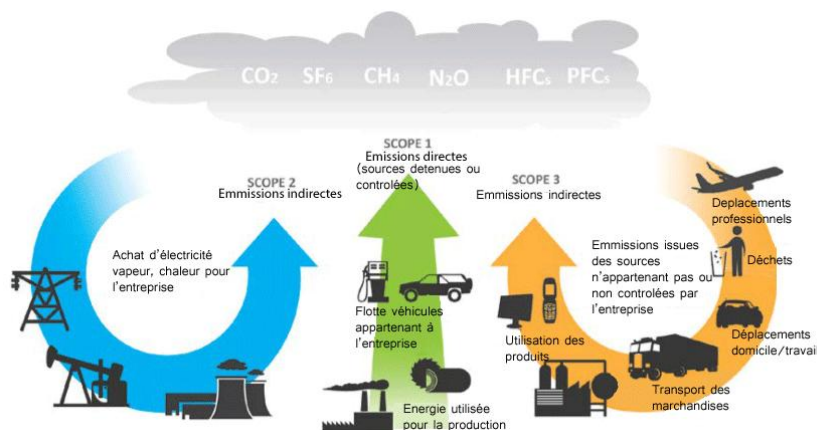 CO₂ SF₆ CH₄ N₂O HFCs PFCs
SCOPE 1
Emissions directes
(sources detenues ou
controlées)
SCOPE 2
Emmissions indirectes
SCOPE 3
Emmissions indirectes
Achat d'électricité
vapeur, chaleur pour
l'entreprise
Flotte véhicules
appartenant á
l'entreprise
Energie utilisée
pour la production
Emmissions issues
des sources
n'appartenant pas ou
non controlées par
l'entreprise
Deplacements
professionnels
Déchets
Déplacements
domicile/travail
Transport des
marchandises
Utilisation des
produits